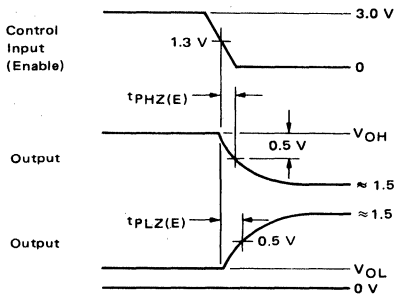 Control
Input
(Enable)
3.0 V
1.3 V
0
tPHZ(E)
VOH
0.5 V
Output
≈ 1.5
tPLZ(E)
≈1.5
Output
0.5 V
VOL
0 V